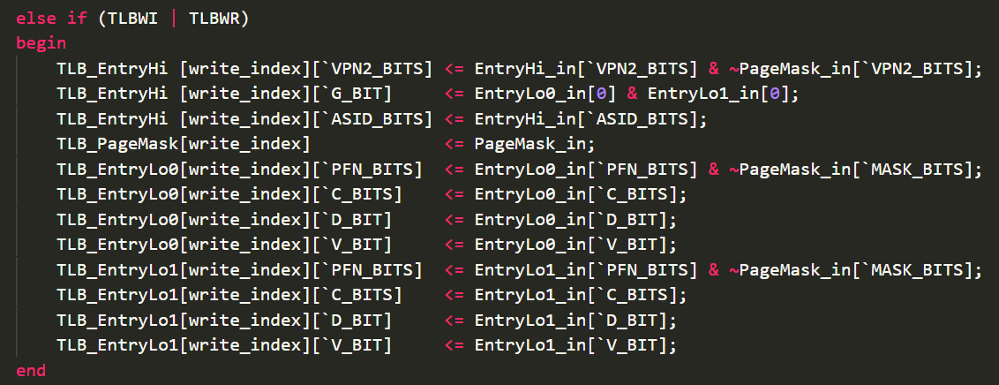 else if (TLBWI | TLBWR)
begin
    TLB_EntryHi [write_index][`VPN2_BITS] <= EntryHi_in[`VPN2_BITS] & ~PageMask_in[`VPN2_BITS];
    TLB_EntryHi [write_index][`G_BIT]     <= EntryLo0_in[0] & EntryLo1_in[0];
    TLB_EntryHi [write_index][`ASID_BITS] <= EntryHi_in[`ASID_BITS];
    TLB_PageMask[write_index]             <= PageMask_in;
    TLB_EntryLo0[write_index][`PFN_BITS]  <= EntryLo0_in[`PFN_BITS] & ~PageMask_in[`MASK_BITS];
    TLB_EntryLo0[write_index][`C_BITS]    <= EntryLo0_in[`C_BITS];
    TLB_EntryLo0[write_index][`D_BIT]     <= EntryLo0_in[`D_BIT];
    TLB_EntryLo0[write_index][`V_BIT]     <= EntryLo0_in[`V_BIT];
    TLB_EntryLo1[write_index][`PFN_BITS]  <= EntryLo1_in[`PFN_BITS] & ~PageMask_in[`MASK_BITS];
    TLB_EntryLo1[write_index][`C_BITS]    <= EntryLo1_in[`C_BITS];
    TLB_EntryLo1[write_index][`D_BIT]     <= EntryLo1_in[`D_BIT];
    TLB_EntryLo1[write_index][`V_BIT]     <= EntryLo1_in[`V_BIT];
end